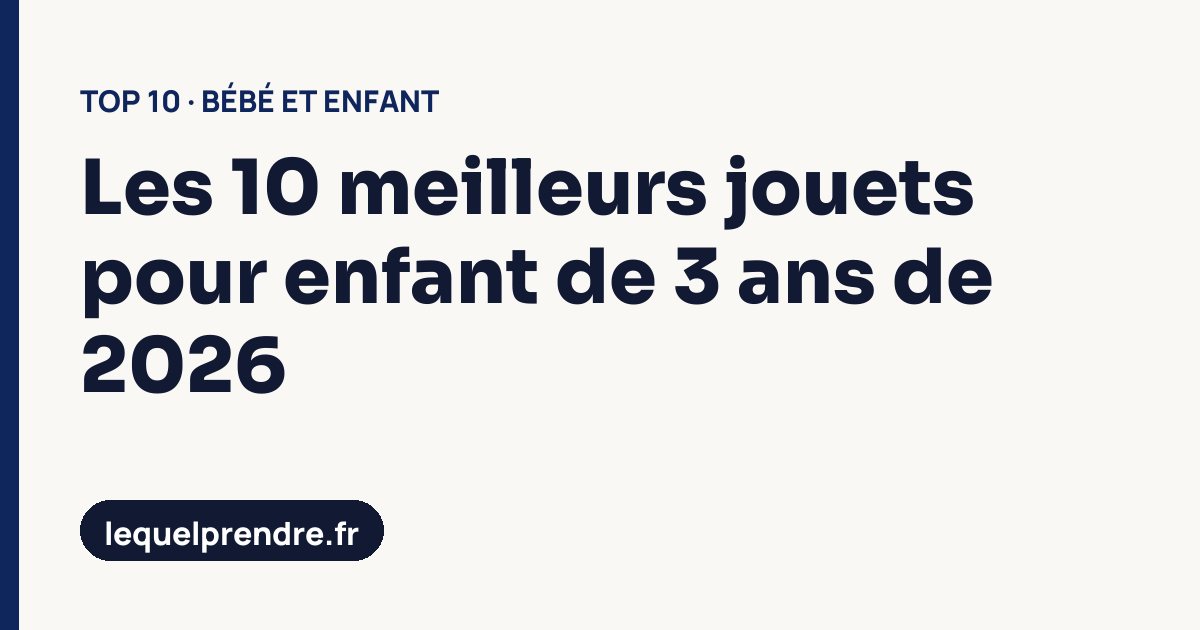 TOP 10 · BÉBÉ ET ENFANT
Les 10 meilleurs jouets
pour enfant de 3 ans de
2026
lequelprendre.fr